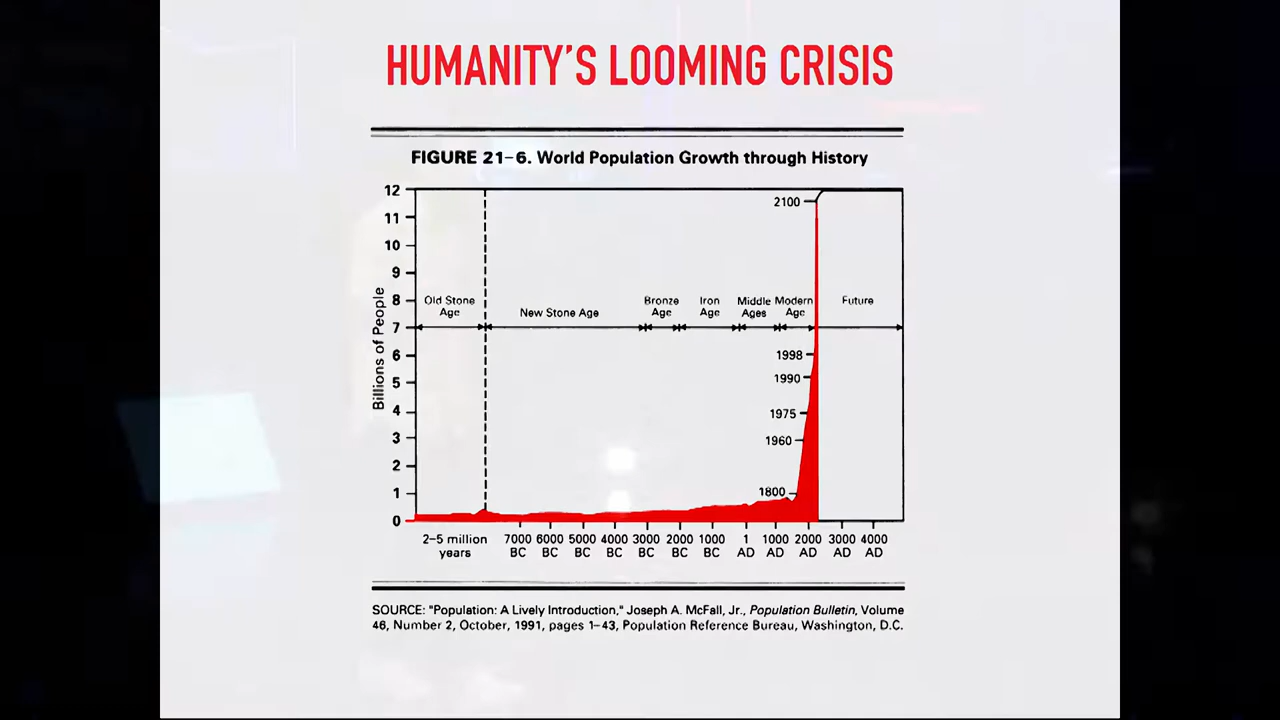 HUMANITY'S LOOMING CRISIS
FIGURE 21–6. World Population Growth through History
12
11
10
9
8
7
6
5
4
3
2
1
0
Billions of People
Old Stone
Age
New Stone Age
Bronze
Age
Iron
Age
Middle
Ages
Modern
Age
Future
2100
1998
1990
1975
1960
1800
2–5 million
years
7000
BC
6000
BC
5000
BC
4000
BC
3000
BC
2000
BC
1000
BC
1
AD
1000
AD
2000
AD
3000
AD
4000
AD
SOURCE: "Population: A Lively Introduction," Joseph A. McFall, Jr., Population Bulletin, Volume
46, Number 2, October, 1991, pages 1–43, Population Reference Bureau, Washington, D.C.